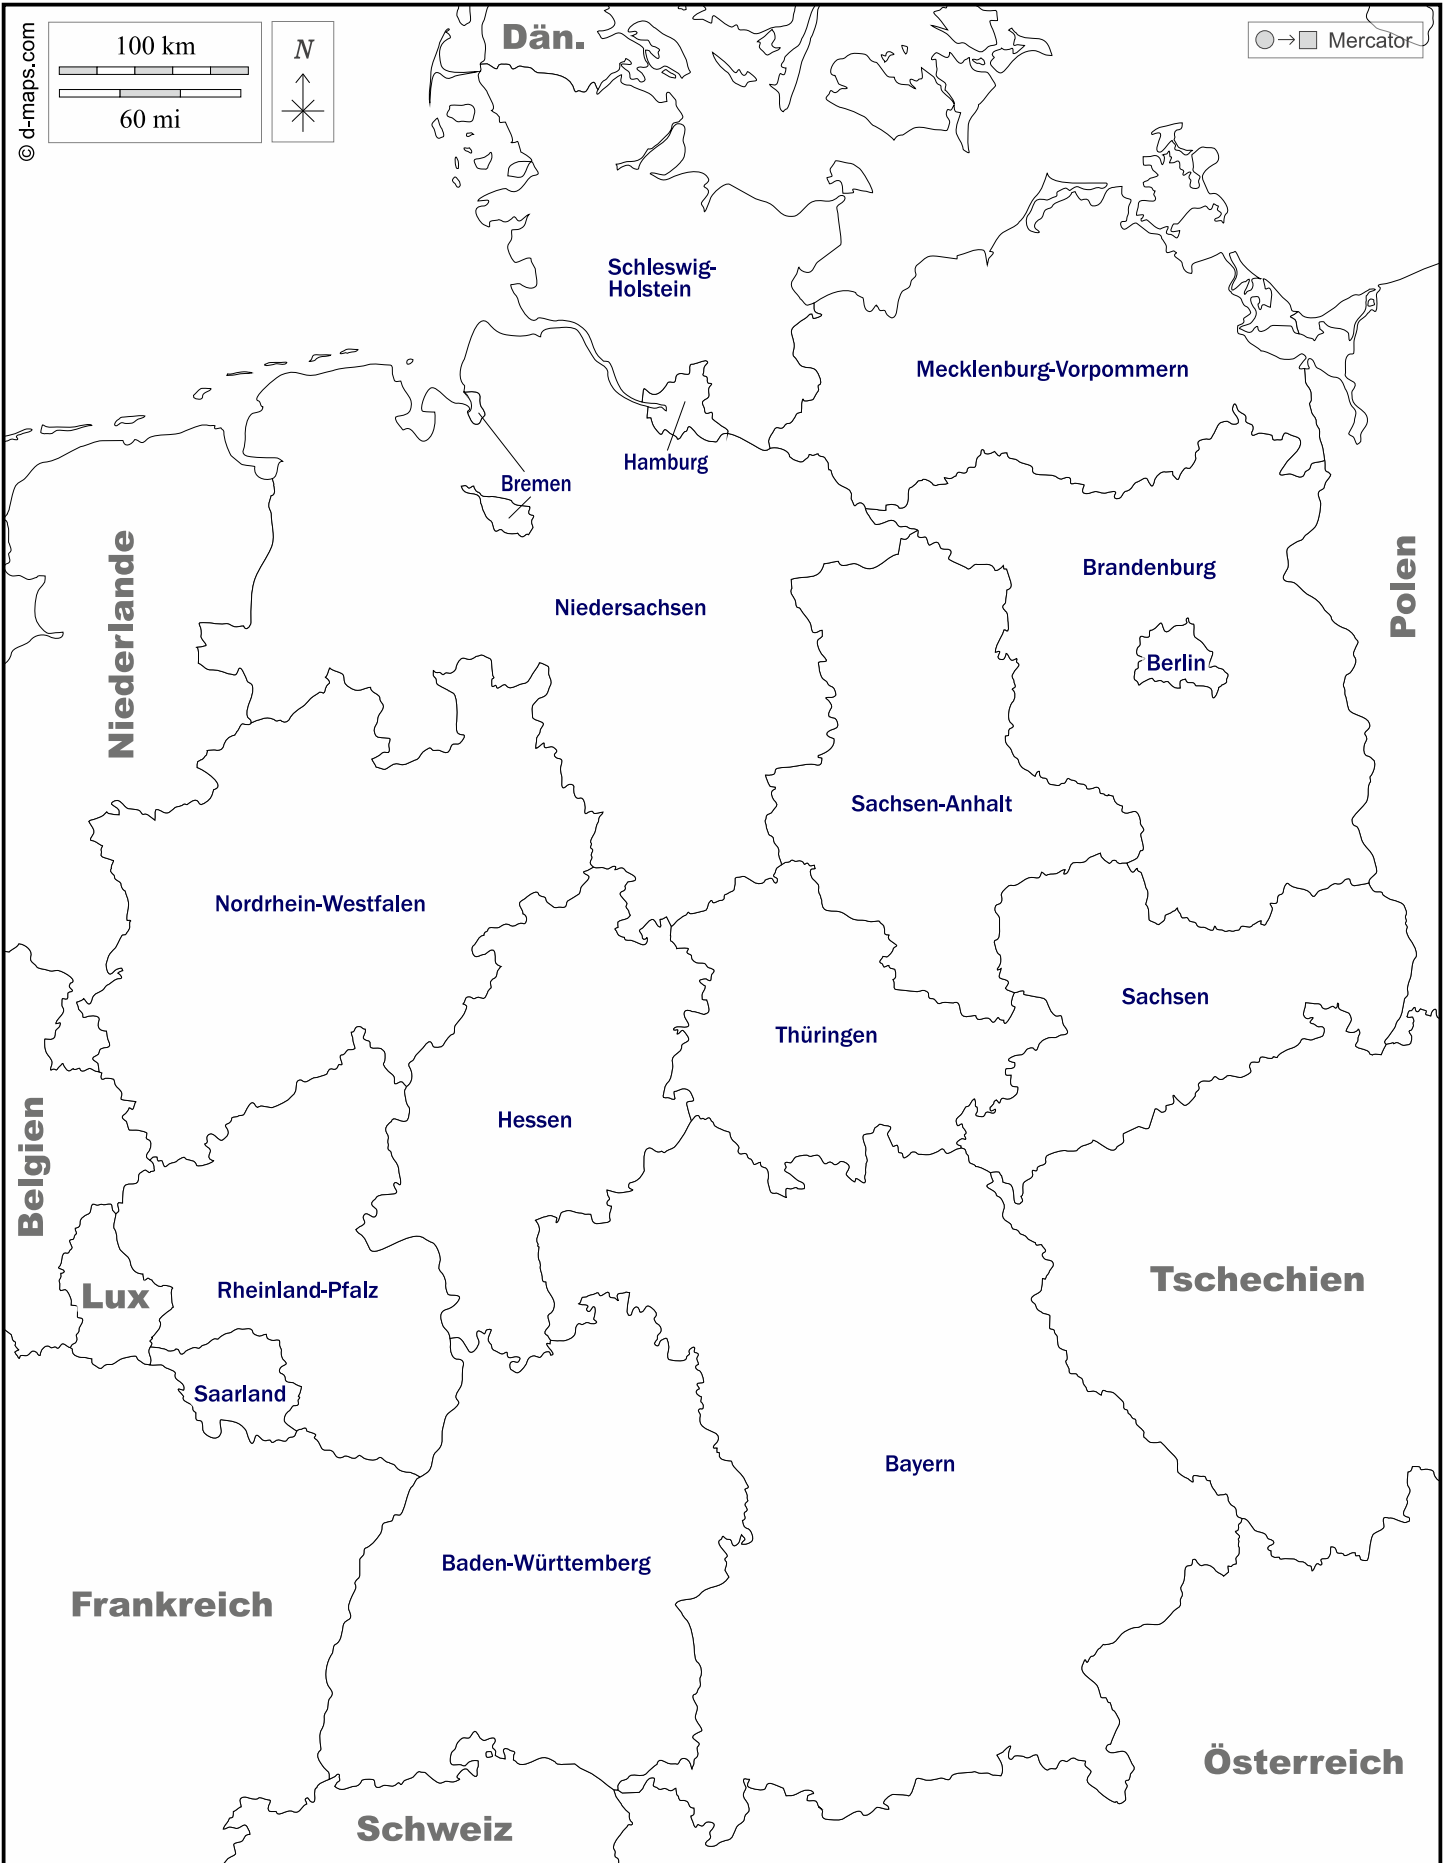 © d-maps.com
100 km
60 mi
N
Dän.
Mercator
Schleswig-
Holstein
Mecklenburg-Vorpommern
Hamburg
Bremen
Niederlande
Brandenburg
Polen
Niedersachsen
Berlin
Sachsen-Anhalt
Nordrhein-Westfalen
Sachsen
Thüringen
Hessen
Belgien
Tschechien
Lux
Rheinland-Pfalz
Saarland
Bayern
Baden-Württemberg
Frankreich
Österreich
Schweiz